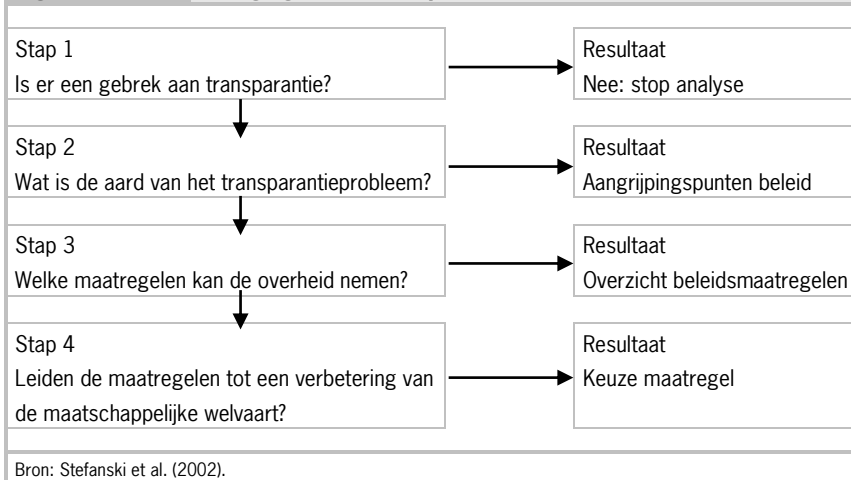 Stap 1
Is er een gebrek aan transparantie?
Resultaat
Nee: stop analyse
Stap 2
Wat is de aard van het transparantieprobleem?
Resultaat
Aangrijpingspunten beleid
Stap 3
Welke maatregelen kan de overheid nemen?
Resultaat
Overzicht beleidsmaatregelen
Stap 4
Leiden de maatregelen tot een verbetering van
de maatschappelijke welvaart?
Resultaat
Keuze maatregel
Bron: Stefanski et al. (2002).